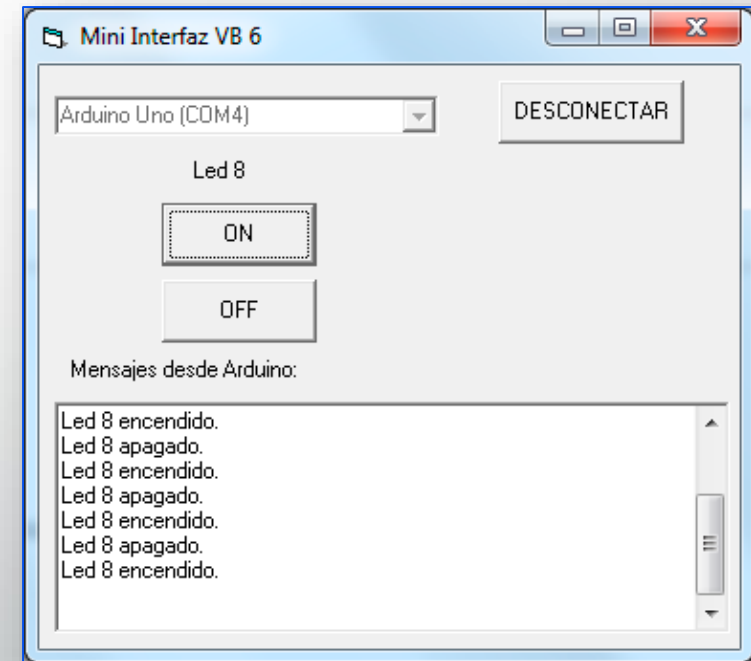 Mini Interfaz VB 6
Arduino Uno (COM4)
DESCONECTAR
Led 8
ON
OFF
Mensajes desde Arduino:
Led 8 encendido.
Led 8 apagado.
Led 8 encendido.
Led 8 apagado.
Led 8 encendido.
Led 8 apagado.
Led 8 encendido.